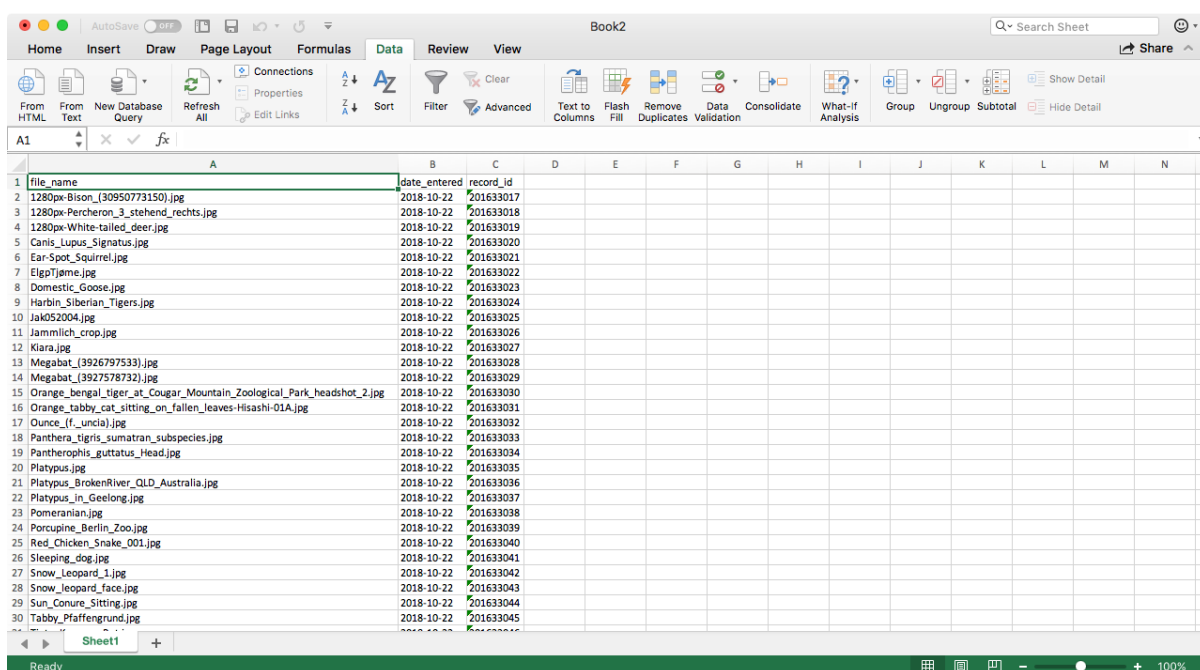 AutoSave OFF Book2 Search Sheet
Home Insert Draw Page Layout Formulas Data Review View Share
Connections Clear Show Detail
Properties
Edit Links Advanced Hide Detail
From HTML From Text New Database Query Refresh All Sort Filter Text to Columns Flash Fill Remove Duplicates Data Validation Consolidate What-If Analysis Group Ungroup Subtotal
A1 fx
A B C D E F G H I J K L M N
1 file_name date_entered record_id
2 1280px-Bison_(30950773150).jpg 2018-10-22 201633017
3 1280px-Percheron_3_stehend_rechts.jpg 2018-10-22 201633018
4 1280px-White-tailed_deer.jpg 2018-10-22 201633019
5 Canis_Lupus_Signatus.jpg 2018-10-22 201633020
6 Ear-Spot_Squirrel.jpg 2018-10-22 201633021
7 ElgpTjøme.jpg 2018-10-22 201633022
8 Domestic_Goose.jpg 2018-10-22 201633023
9 Harbin_Siberian_Tigers.jpg 2018-10-22 201633024
10 Jak052004.jpg 2018-10-22 201633025
11 Jammlich_crop.jpg 2018-10-22 201633026
12 Kiara.jpg 2018-10-22 201633027
13 Megabat_(3926797533).jpg 2018-10-22 201633028
14 Megabat_(3927578732).jpg 2018-10-22 201633029
15 Orange_bengal_tiger_at_Cougar_Mountain_Zoological_Park_headshot_2.jpg 2018-10-22 201633030
16 Orange_tabby_cat_sitting_on_fallen_leaves-Hisashi-01A.jpg 2018-10-22 201633031
17 Ounce_(f._uncia).jpg 2018-10-22 201633032
18 Panthera_tigris_sumatran_subspecies.jpg 2018-10-22 201633033
19 Pantherophis_guttatus_Head.jpg 2018-10-22 201633034
20 Platypus.jpg 2018-10-22 201633035
21 Platypus_BrokenRiver_QLD_Australia.jpg 2018-10-22 201633036
22 Platypus_in_Geelong.jpg 2018-10-22 201633037
23 Pomeranian.jpg 2018-10-22 201633038
24 Porcupine_Berlin_Zoo.jpg 2018-10-22 201633039
25 Red_Chicken_Snake_001.jpg 2018-10-22 201633040
26 Sleeping_dog.jpg 2018-10-22 201633041
27 Snow_Leopard_1.jpg 2018-10-22 201633042
28 Snow_leopard_face.jpg 2018-10-22 201633043
29 Sun_Conure_Sitting.jpg 2018-10-22 201633044
30 Tabby_Pfaffengrund.jpg 2018-10-22 201633045
Sheet1 +
Ready 100%